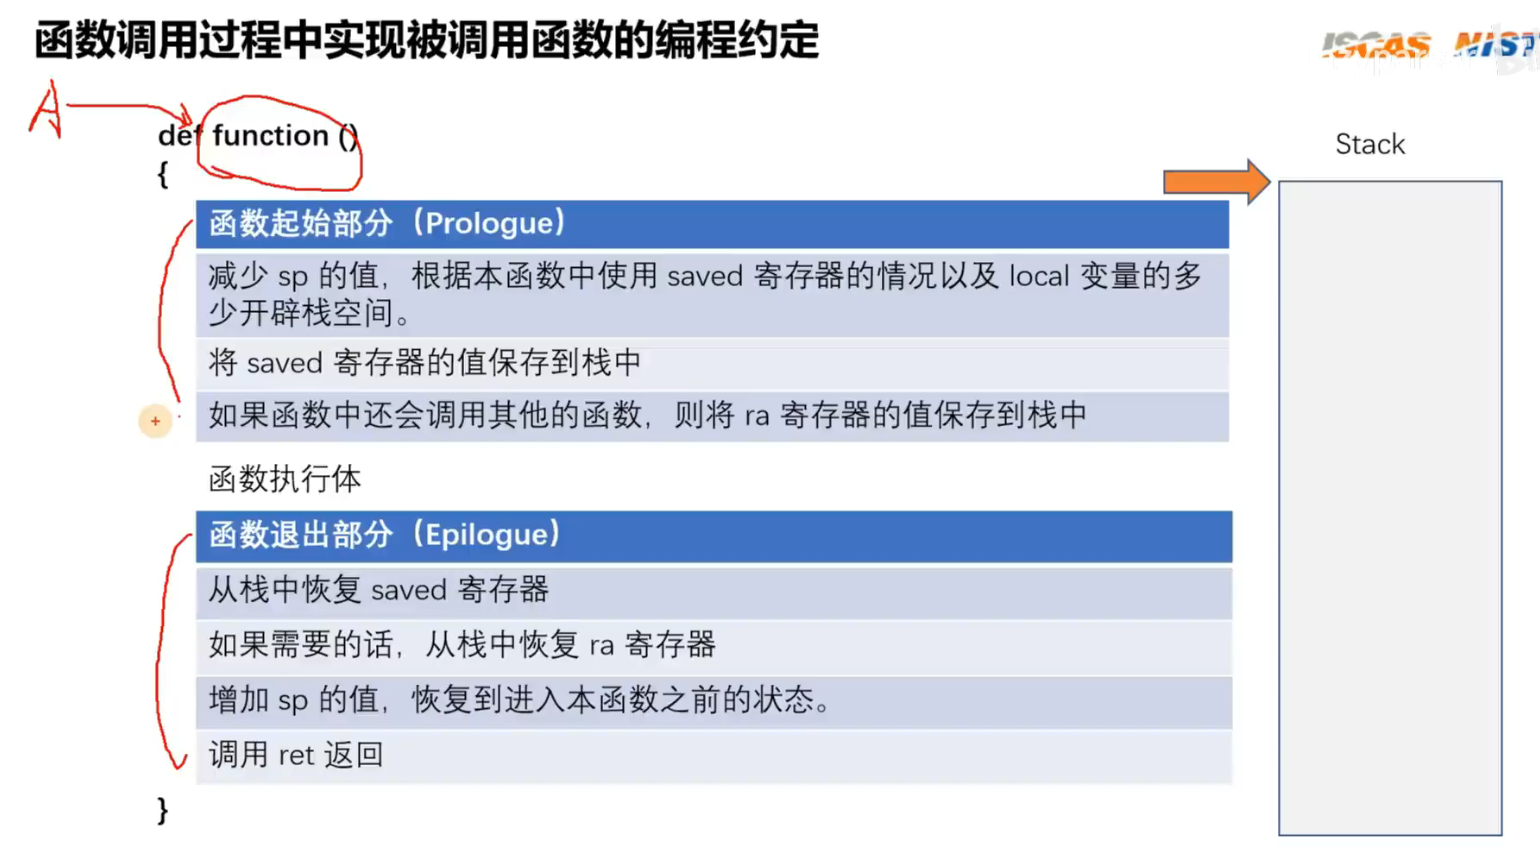 函数调用过程中实现被调用函数的编程约定
ISCAS
A
def function ()
{
Stack
函数起始部分（Prologue）
减少 sp 的值，根据本函数中使用 saved 寄存器的情况以及 local 变量的多
少开辟栈空间。
将 saved 寄存器的值保存到栈中
如果函数中还会调用其他的函数，则将 ra 寄存器的值保存到栈中
函数执行体
函数退出部分（Epilogue）
从栈中恢复 saved 寄存器
如果需要的话，从栈中恢复 ra 寄存器
增加 sp 的值，恢复到进入本函数之前的状态。
调用 ret 返回
}